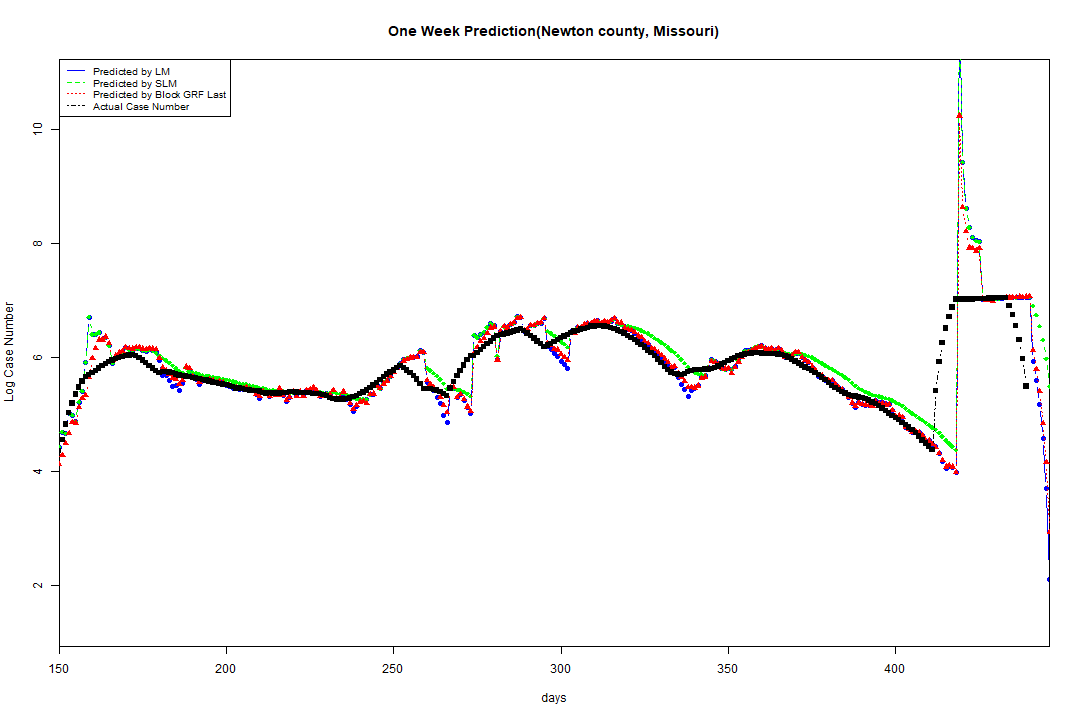 One Week Prediction(Newton county, Missouri)
Predicted by LM
Predicted by SLM
Predicted by Block GRF Last
Actual Case Number
Log Case Number
10
8
6
4
2
150 200 250 300 350 400
days